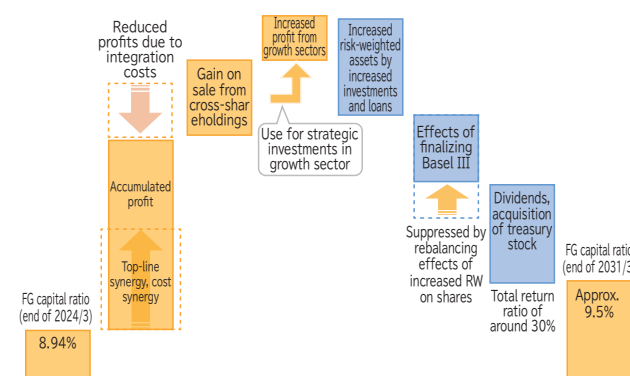 Reduced
profits due to
integration
costs
Accumulated
profit
Top-line
synergy, cost
synergy
FG capital ratio
(end of 2024/3)
8.94%
Gain on
sale from
cross-shar
eholdings
Increased
profit from
growth sectors
Use for strategic
investments in
growth sector
Increased
risk-weighted
assets by
increased
investments
and loans
Effects of
finalizing
Basel III
Suppressed by
rebalancing
effects of
increased RW
on shares
Dividends,
acquisition
of treasury
stock
Total return
ratio of
around 30%
FG capital ratio
(end of 2031/3
Approx.
9.5%